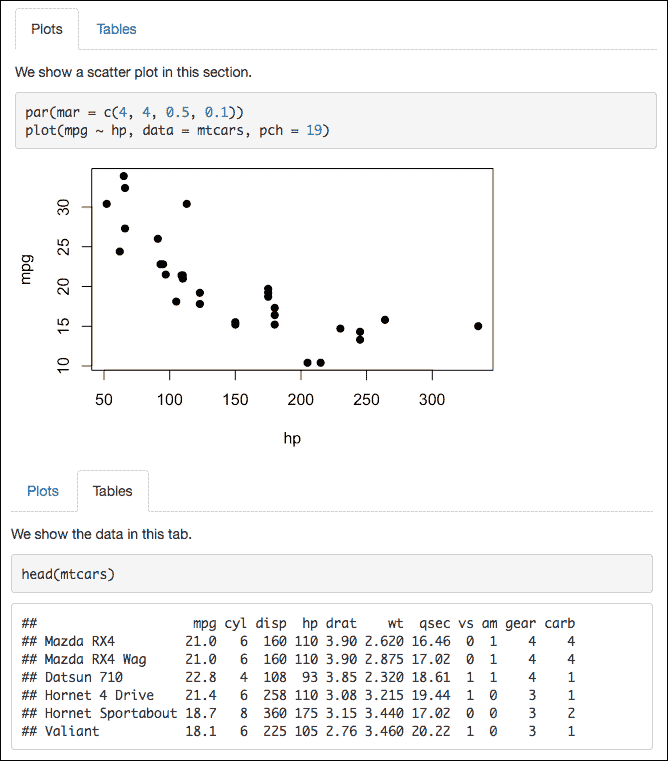 Plots Tables
We show a scatter plot in this section.
par(mar = c(4, 4, 0.5, 0.1))
plot(mpg ~ hp, data = mtcars, pch = 19)
30
25
20
15
10
mpg
50 100 150 200 250 300
hp
Plots Tables
We show the data in this tab.
head(mtcars)
##                    mpg cyl disp  hp drat    wt  qsec vs am gear carb
## Mazda RX4         21.0   6  160 110 3.90 2.620 16.46  0  1    4    4
## Mazda RX4 Wag     21.0   6  160 110 3.90 2.875 17.02  0  1    4    4
## Datsun 710        22.8   4  108  93 3.85 2.320 18.61  1  1    4    1
## Hornet 4 Drive    21.4   6  258 110 3.08 3.215 19.44  1  0    3    1
## Hornet Sportabout 18.7   8  360 175 3.15 3.440 17.02  0  0    3    2
## Valiant           18.1   6  225 105 2.76 3.460 20.22  1  0    3    1